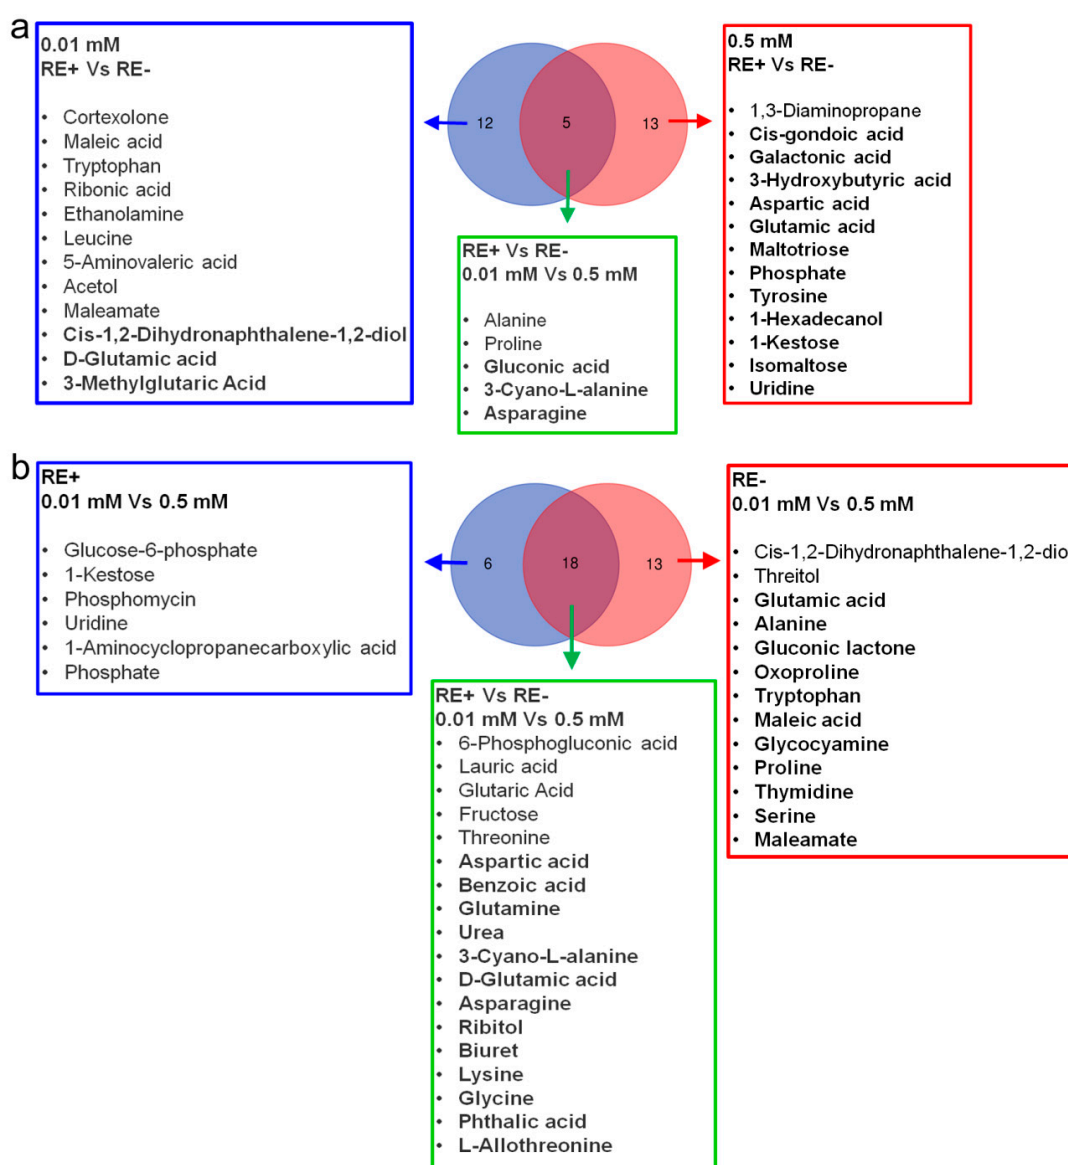 a
0.01 mM
RE+ Vs RE-
• Cortexolone
• Maleic acid
• Tryptophan
• Ribonic acid
• Ethanolamine
• Leucine
• 5-Aminovaleric acid
• Acetol
• Maleamate
• Cis-1,2-Dihydronaphthalene-1,2-diol
• D-Glutamic acid
• 3-Methylglutaric Acid
12
5
13
RE+ Vs RE-
0.01 mM Vs 0.5 mM
• Alanine
• Proline
• Gluconic acid
• 3-Cyano-L-alanine
• Asparagine
0.5 mM
RE+ Vs RE-
• 1,3-Diaminopropane
• Cis-gondoic acid
• Galactonic acid
• 3-Hydroxybutyric acid
• Aspartic acid
• Glutamic acid
• Maltotriose
• Phosphate
• Tyrosine
• 1-Hexadecanol
• 1-Kestose
• Isomaltose
• Uridine
b
RE+
0.01 mM Vs 0.5 mM
• Glucose-6-phosphate
• 1-Kestose
• Phosphomycin
• Uridine
• 1-Aminocyclopropanecarboxylic acid
• Phosphate
6
18
13
RE+ Vs RE-
0.01 mM Vs 0.5 mM
• 6-Phosphogluconic acid
• Lauric acid
• Glutaric Acid
• Fructose
• Threonine
• Aspartic acid
• Benzoic acid
• Glutamine
• Urea
• 3-Cyano-L-alanine
• D-Glutamic acid
• Asparagine
• Ribitol
• Biuret
• Lysine
• Glycine
• Phthalic acid
• L-Allothreonine
RE-
0.01 mM Vs 0.5 mM
• Cis-1,2-Dihydronaphthalene-1,2-dio
• Threitol
• Glutamic acid
• Alanine
• Gluconic lactone
• Oxoproline
• Tryptophan
• Maleic acid
• Glycocyamine
• Proline
• Thymidine
• Serine
• Maleamate